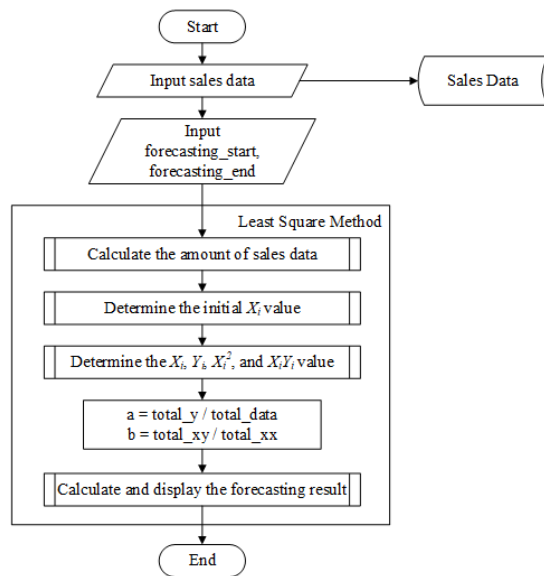 Start
Input sales data
Sales Data
Input
forecasting_start,
forecasting_end
Least Square Method
Calculate the amount of sales data
Determine the initial Xᵢ value
Determine the Xᵢ, Yᵢ, Xᵢ², and XᵢYᵢ value
a = total_y / total_data
b = total_xy / total_xx
Calculate and display the forecasting result
End